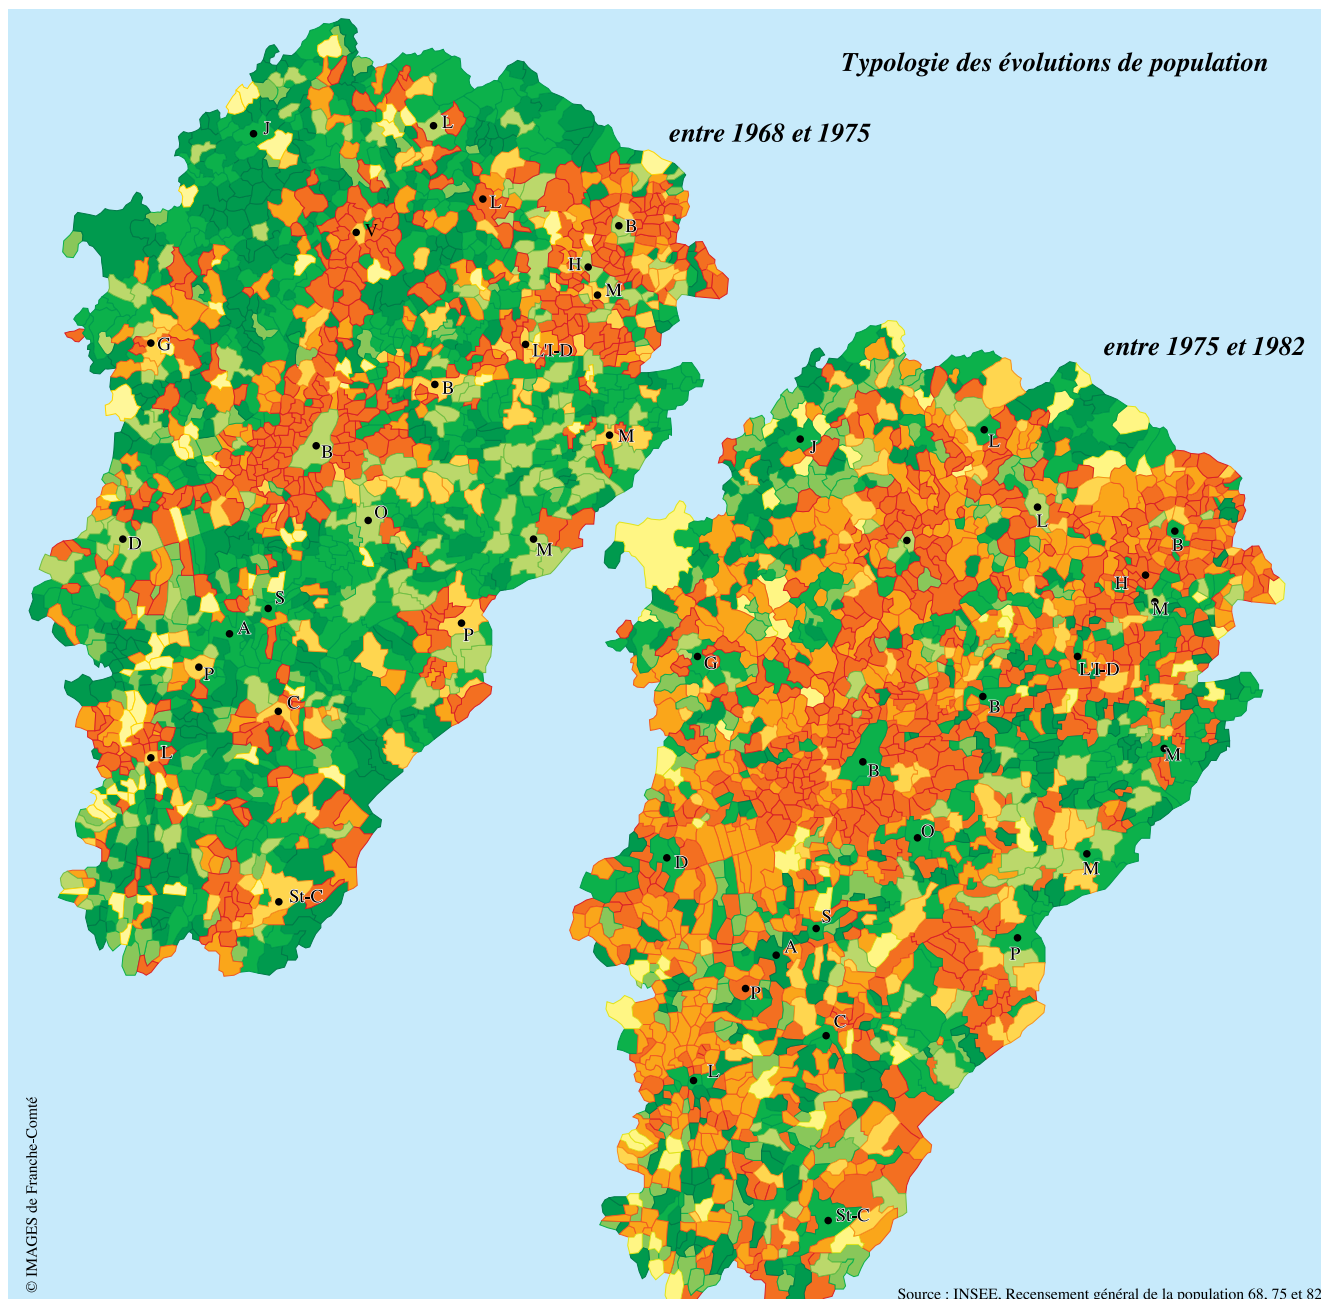 Typologie des évolutions de population
entre 1968 et 1975
J
L
L
V
B
H
M
G
L'I-D
B
M
B
O
D
M
S
A
P
P
C
L
St-C
entre 1975 et 1982
L
J
L
B
H
M
G
L'I-D
B
M
B
O
D
M
S
A
P
P
C
L
St-C
© IMAGES de Franche-Comté
Source : INSEE, Recensement général de la population 68, 75 et 82